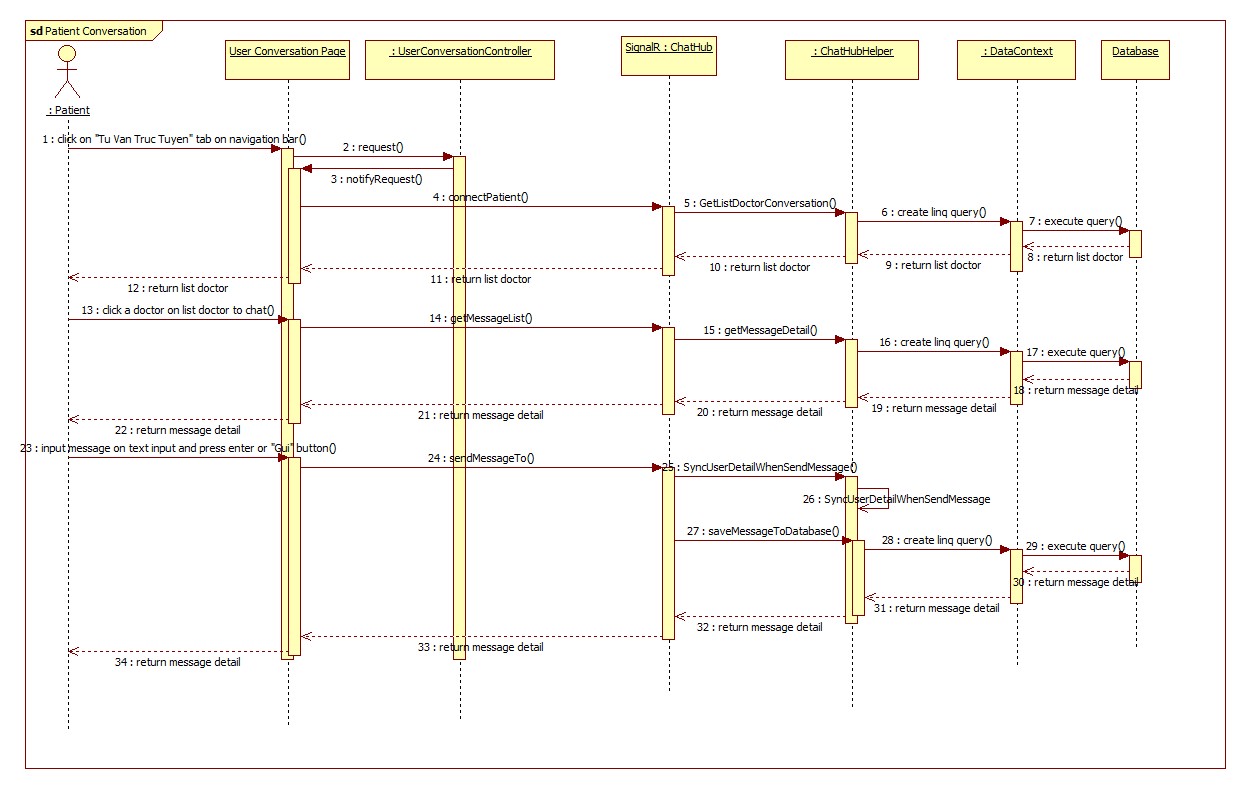 sd Patient Conversation
User Conversation Page
: UserConversationController
SignalR : ChatHub
: ChatHubHelper
: DataContext
Database
: Patient
1 : click on "Tu Van Truc Tuyen" tab on navigation bar()
2 : request()
3 : notifyRequest()
4 : connectPatient()
5 : GetListDoctorConversation()
6 : create linq query()
7 : execute query()
8 : return list doctor
9 : return list doctor
10 : return list doctor
11 : return list doctor
12 : return list doctor
13 : click a doctor on list doctor to chat()
14 : getMessageList()
15 : getMessageDetail()
16 : create linq query()
17 : execute query()
18 : return message detail
19 : return message detail
20 : return message detail
21 : return message detail
22 : return message detail
23 : input message on text input and press enter or "Gui" button()
24 : sendMessageTo()
25 : SyncUserDetailWhenSendMessage()
26 : SyncUserDetailWhenSendMessage
27 : saveMessageToDatabase()
28 : create linq query()
29 : execute query()
30 : return message detail
31 : return message detail
32 : return message detail
33 : return message detail
34 : return message detail